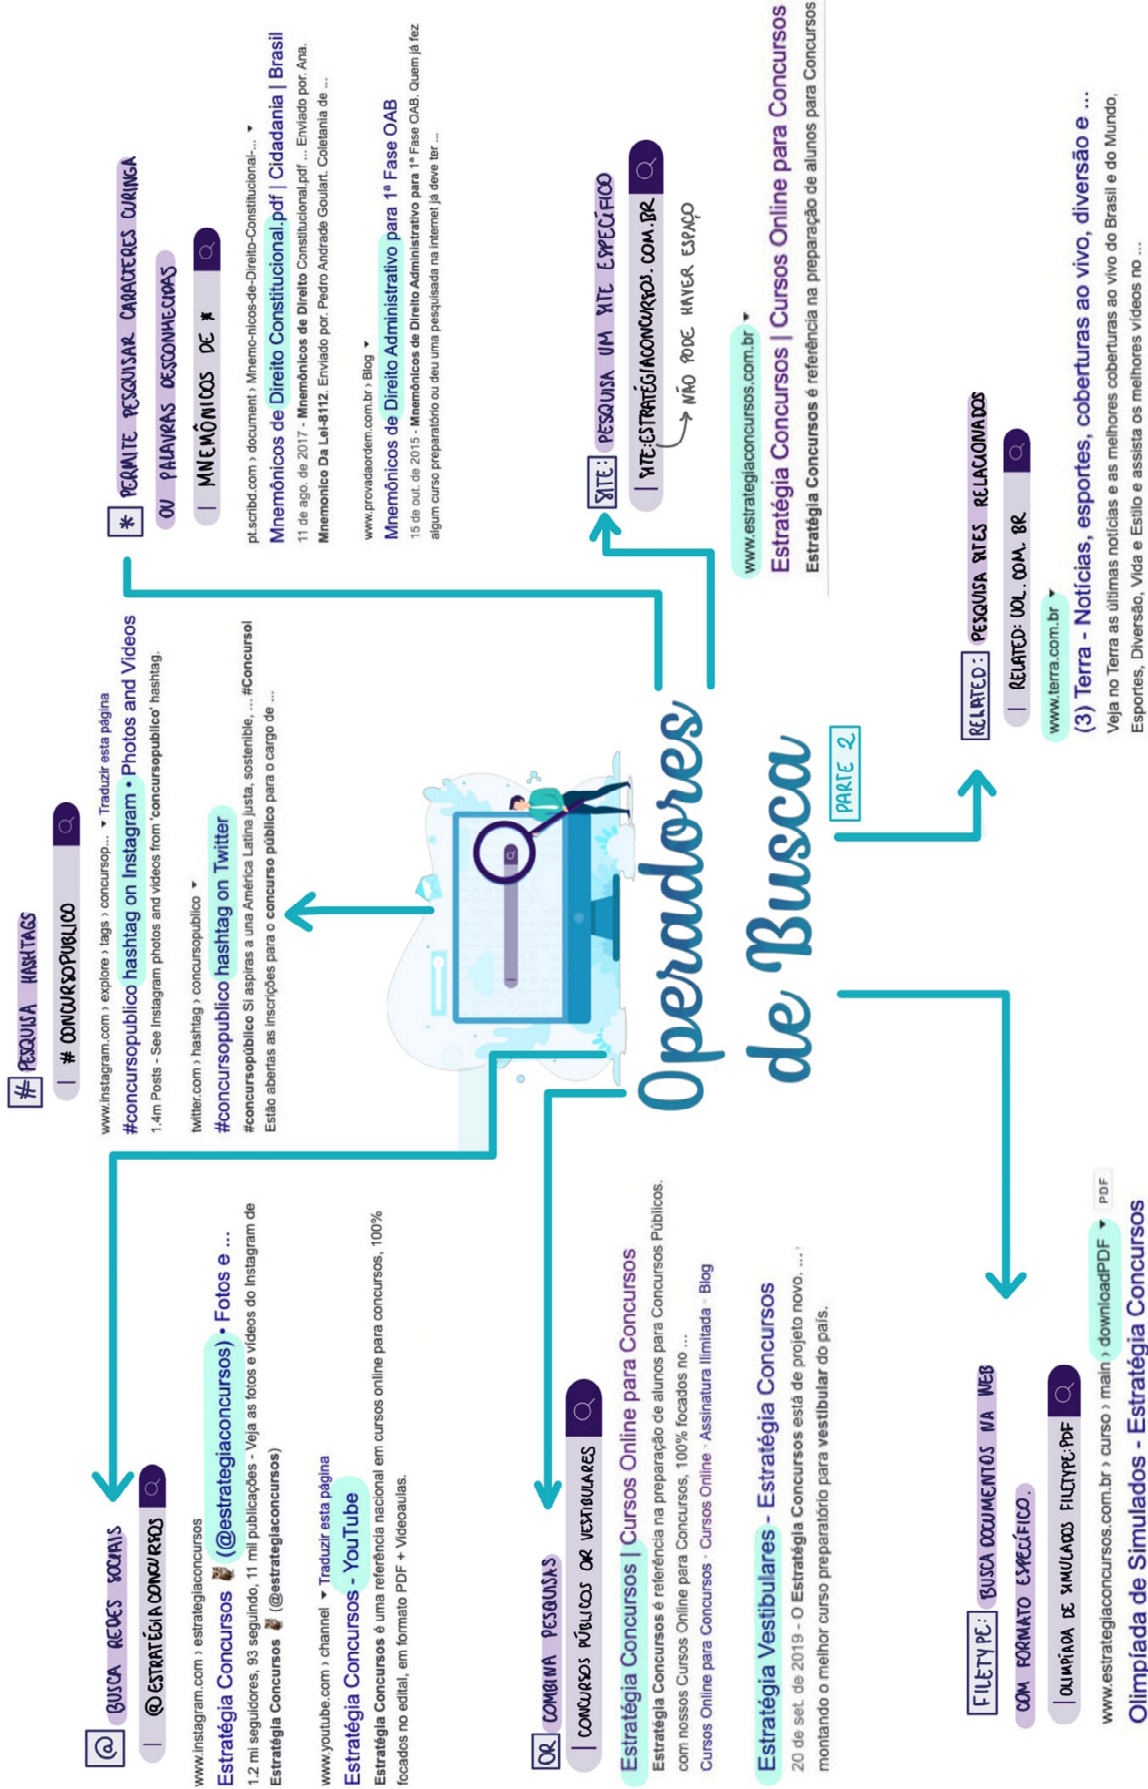 @ BUSCA REDES SOCIAIS
@ESTRATÉGIACONCURSOS
www.instagram.com › estrategiaconcursos
Estratégia Concursos 🦉 (@estrategiaconcursos) • Fotos e ...
1.2 mi seguidores, 93 seguindo, 11 mil publicações - Veja as fotos e vídeos do Instagram de
Estratégia Concursos 🦉 (@estrategiaconcursos)
www.youtube.com › channel ▾ Traduzir esta página
Estratégia Concursos - YouTube
Estratégia Concursos é uma referência nacional em cursos online para concursos, 100%
focados no edital, em formato PDF + Videoaulas.
# PESQUISA HASHTAGS
# CONCURSOPUBLICO
www.instagram.com › explore › tags › concursop... ▾ Traduzir esta página
#concursopublico hashtag on Instagram • Photos and Videos
1.4m Posts - See Instagram photos and videos from 'concursopublico' hashtag.
twitter.com › hashtag › concursopublico ▾
#concursopublico hashtag on Twitter
#concursopúblico Si aspiras a una América Latina justa, sostenible, ... #Concursol
Estão abertas as inscrições para o concurso público para o cargo de ...
* PERMITE PESQUISAR CARACTERES CURINGA
OU PALAVRAS DESCONHECIDAS
MNEMÔNICOS DE *
pt.scribd.com › document › Mnemo-nicos-de-Direito-Constitucional-... ▾
Mnemônicos de Direito Constitucional.pdf | Cidadania | Brasil
11 de ago. de 2017 - Mnemônicos de Direito Constitucional.pdf ... Enviado por. Ana.
Mnemonico Da Lei-8112. Enviado por. Pedro Andrade Goulart. Coletania de ...
www.provadaordem.com.br › Blog ▾
Mnemônicos de Direito Administrativo para 1ª Fase OAB
15 de out. de 2015 - Mnemônicos de Direito Administrativo para 1ª Fase OAB. Quem já fez
algum curso preparatório ou deu uma pesquisada na internet já deve ter ...
OR COMBINA PESQUISAS
CONCURSOS PÚBLICOS OR VESTIBULARES
Estratégia Concursos | Cursos Online para Concursos
Estratégia Concursos é referência na preparação de alunos para Concursos Públicos.
com nossos Cursos Online para Concursos, 100% focados no ...
Cursos Online para Concursos · Cursos Online · Assinatura Ilimitada · Blog
Estratégia Vestibulares - Estratégia Concursos
20 de set. de 2019 - O Estratégia Concursos está de projeto novo. ...
montando o melhor curso preparatório para vestibular do país.
Operadores
de Busca
PARTE 2
SITE: PESQUISA UM SITE ESPECÍFICO
SITE:ESTRATÉGIACONCURSOS.COM.BR
NÃO PODE HAVER ESPAÇO
www.estrategiaconcursos.com.br ▾
Estratégia Concursos | Cursos Online para Concursos
Estratégia Concursos é referência na preparação de alunos para Concursos
FILETYPE: BUSCA DOCUMENTOS NA WEB
COM FORMATO ESPECÍFICO.
OLIMPÍADA DE SIMULADOS FILETYPE:PDF
www.estrategiaconcursos.com.br › curso › main › downloadPDF ▾ PDF
Olimpíada de Simulados - Estratégia Concursos
RELATED: PESQUISA SITES RELACIONADOS
RELATED: UOL.COM.BR
www.terra.com.br ▾
(3) Terra - Notícias, esportes, coberturas ao vivo, diversão e ...
Veja no Terra as últimas notícias e as melhores coberturas ao vivo do Brasil e do Mundo,
Esportes, Diversão, Vida e Estilo e assista os melhores vídeos no ...